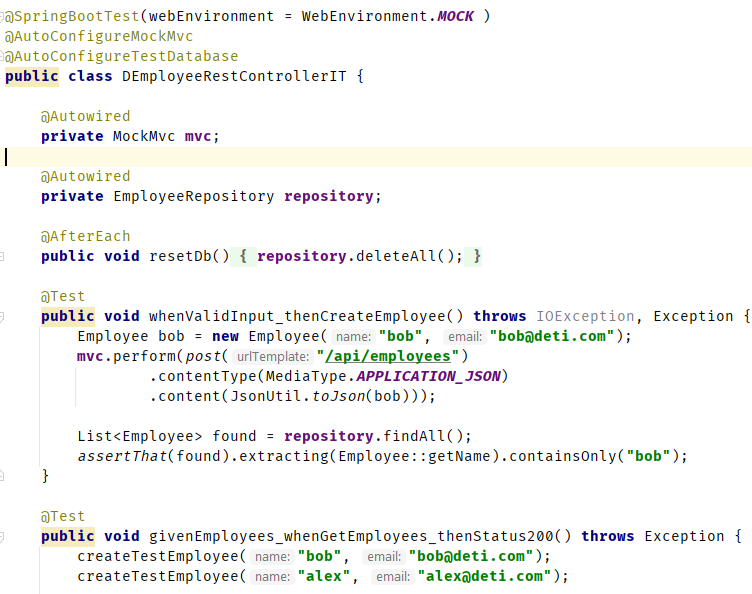 @SpringBootTest(webEnvironment = WebEnvironment.MOCK )
@AutoConfigureMockMvc
@AutoConfigureTestDatabase
public class DEmployeeRestControllerIT {
@Autowired
private MockMvc mvc;
@Autowired
private EmployeeRepository repository;
@AfterEach
public void resetDb() { repository.deleteAll(); }
@Test
public void whenValidInput_thenCreateEmployee() throws IOException, Exception {
Employee bob = new Employee( name: "bob", email: "bob@deti.com");
mvc.perform(post( urlTemplate: "/api/employees")
.contentType(MediaType.APPLICATION_JSON)
.content(JsonUtil.toJson(bob)));
List<Employee> found = repository.findAll();
assertThat(found).extracting(Employee::getName).containsOnly("bob");
}
@Test
public void givenEmployees_whenGetEmployees_thenStatus200() throws Exception {
createTestEmployee( name: "bob", email: "bob@deti.com");
createTestEmployee( name: "alex", email: "alex@deti.com");